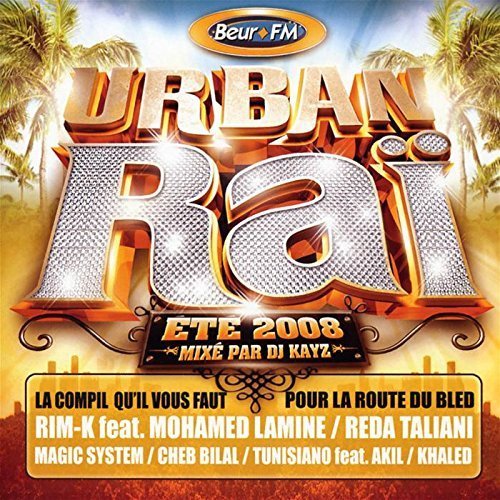 Beur FM
URBAN
Raï
ÉTÉ 2008
MIXÉ PAR DJ KAYZ
LA COMPIL QU'IL VOUS FAUT POUR LA ROUTE DU BLED
RIM-K feat. MOHAMED LAMINE / REDA TALIANI
MAGIC SYSTEM / CHEB BILAL / TUNISIANO feat. AKIL / KHALED